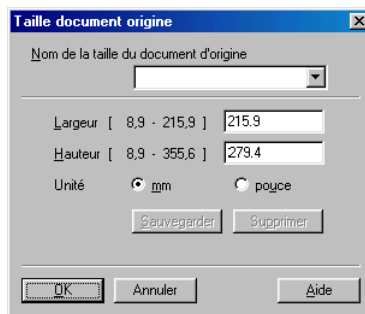 Taille document origine
Nom de la taille du document d'origine
Largeur [ 8,9 - 215,9 ] 215.9
Hauteur [ 8,9 - 355,6 ] 279.4
Unité mm pouce
Sauvegarder Supprimer
OK Annuler Aide